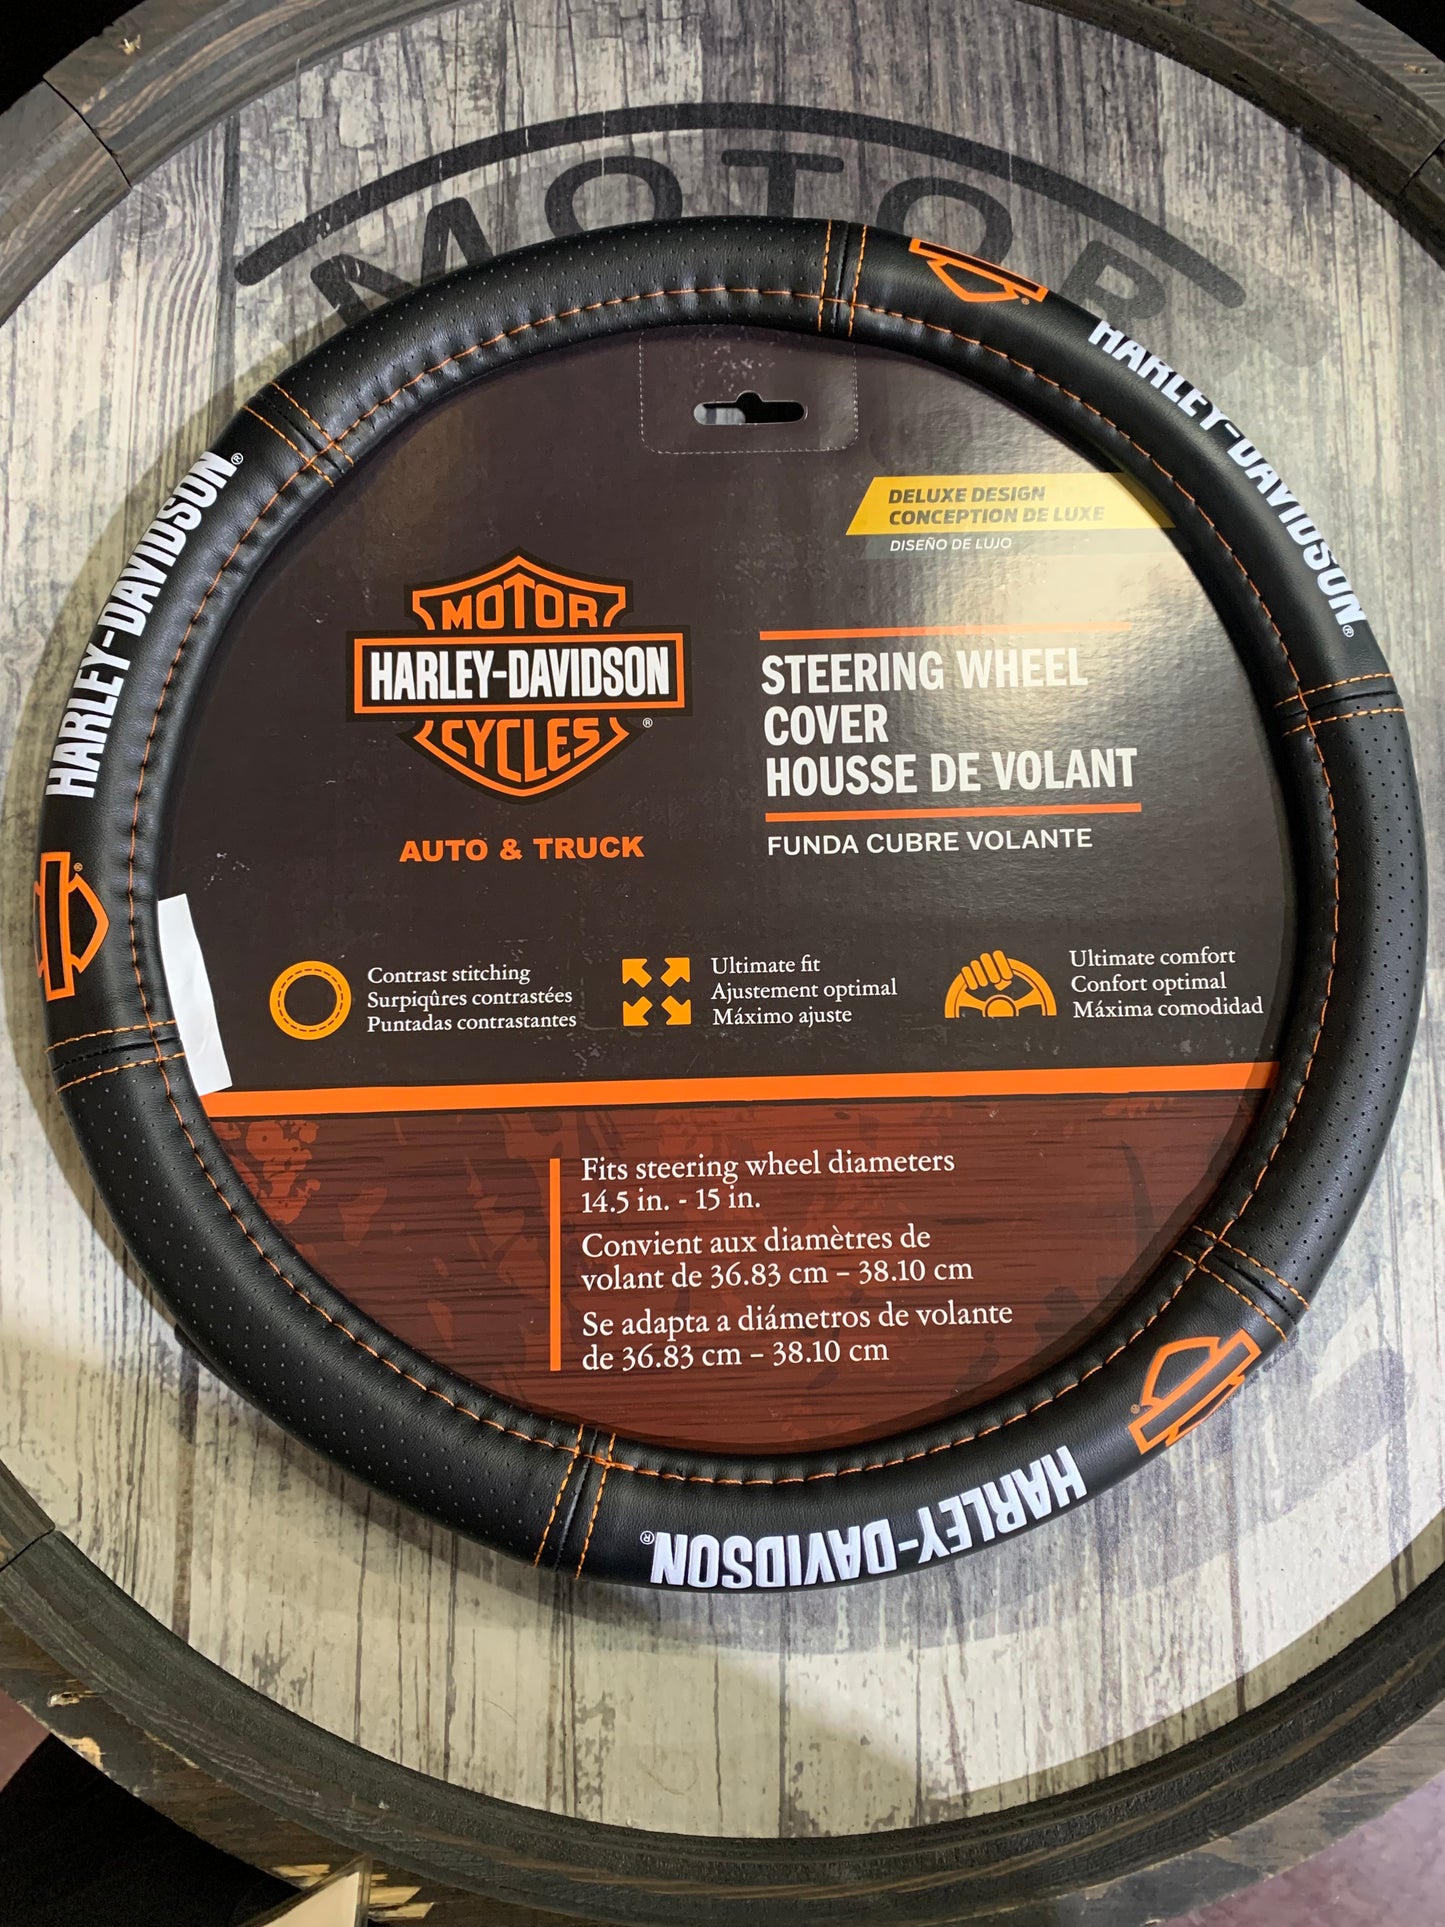 MOTOR
HARLEY-DAVIDSON®
HARLEY-DAVIDSON®
DELUXE DESIGN
CONCEPTION DE LUXE
DISEÑO DE LUJO
MOTOR
HARLEY-DAVIDSON
CYCLES
®
AUTO & TRUCK
STEERING WHEEL
COVER
HOUSSE DE VOLANT
FUNDA CUBRE VOLANTE
Contrast stitching
Surpiqûres contrastées
Puntadas contrastantes
Ultimate fit
Ajustement optimal
Máximo ajuste
Ultimate comfort
Confort optimal
Máxima comodidad
Fits steering wheel diameters
14.5 in. - 15 in.
Convient aux diamètres de
volant de 36.83 cm – 38.10 cm
Se adapta a diámetros de volante
de 36.83 cm – 38.10 cm
HARLEY-DAVIDSON®